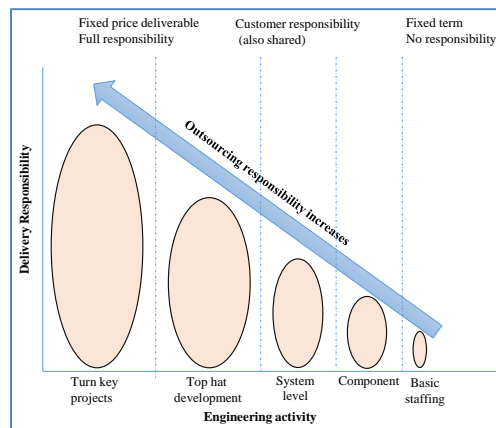 Fixed price deliverable
Full responsibility
Customer responsibility
(also shared)
Fixed term
No responsibility
Delivery Responsibility
Outsourcing responsibility increases
Turn key
projects
Top hat
development
System
level
Component
Basic
staffing
Engineering activity